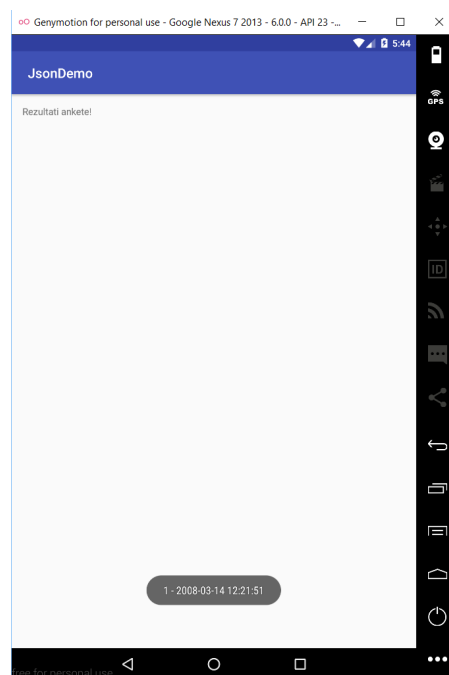 Genymotion for personal use - Google Nexus 7 2013 - 6.0.0 - API 23 -...
5:44
JsonDemo
GPS
Rezultati ankete!
ID
1 - 2008-03-14 12:21:51
free for personal use